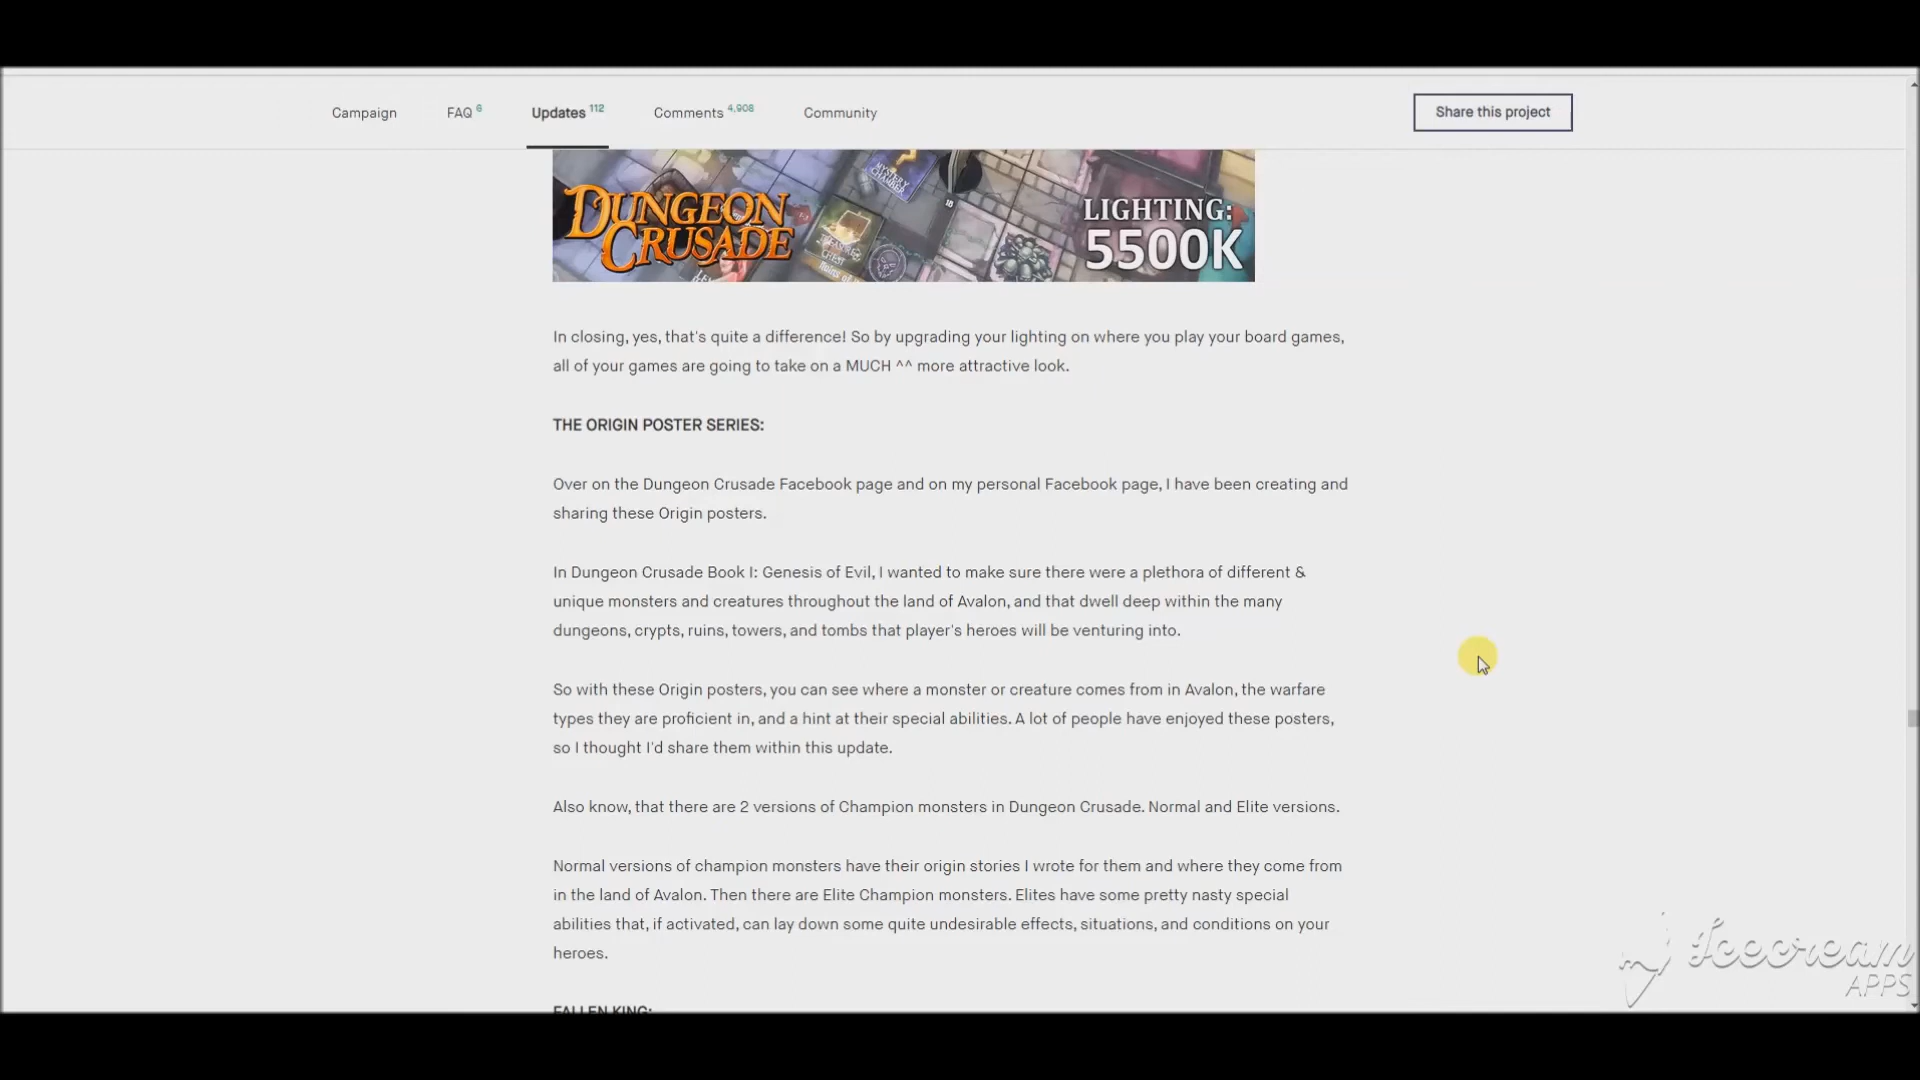 Campaign FAQ 6 Updates 112 Comments 4,908 Community Share this project
DUNGEON CRUSADE
MYSTERY CHAMBER
TREASURE CHEST
LIGHTING:
5500K
In closing, yes, that's quite a difference! So by upgrading your lighting on where you play your board games,
all of your games are going to take on a MUCH ^^ more attractive look.
THE ORIGIN POSTER SERIES:
Over on the Dungeon Crusade Facebook page and on my personal Facebook page, I have been creating and
sharing these Origin posters.
In Dungeon Crusade Book I: Genesis of Evil, I wanted to make sure there were a plethora of different &
unique monsters and creatures throughout the land of Avalon, and that dwell deep within the many
dungeons, crypts, ruins, towers, and tombs that player's heroes will be venturing into.
So with these Origin posters, you can see where a monster or creature comes from in Avalon, the warfare
types they are proficient in, and a hint at their special abilities. A lot of people have enjoyed these posters,
so I thought I'd share them within this update.
Also know, that there are 2 versions of Champion monsters in Dungeon Crusade. Normal and Elite versions.
Normal versions of champion monsters have their origin stories I wrote for them and where they come from
in the land of Avalon. Then there are Elite Champion monsters. Elites have some pretty nasty special
abilities that, if activated, can lay down some quite undesirable effects, situations, and conditions on your
heroes.
FALLEN KING:
Icecream
APPS